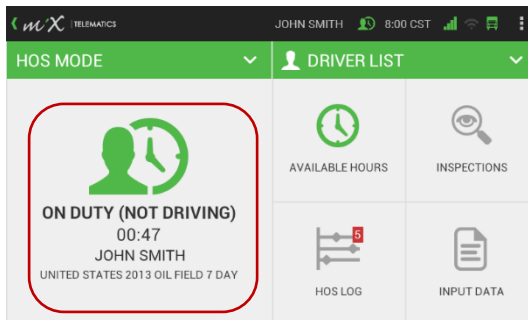 mⁱX TELEMATICS JOHN SMITH 8:00 CST
HOS MODE
DRIVER LIST
ON DUTY (NOT DRIVING)
00:47
JOHN SMITH
UNITED STATES 2013 OIL FIELD 7 DAY
AVAILABLE HOURS
INSPECTIONS
5
HOS LOG
INPUT DATA